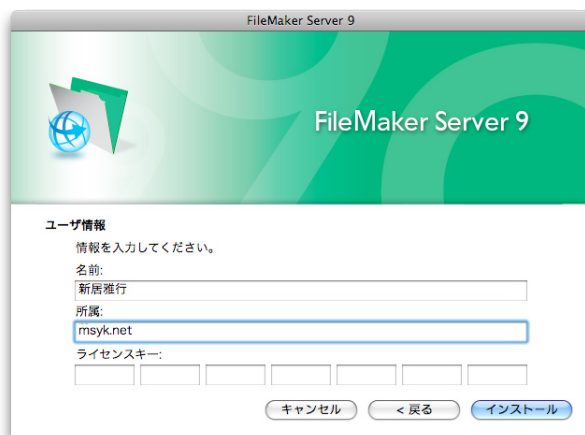 FileMaker Server 9
FileMaker Server 9
ユーザ情報
情報を入力してください。
名前:
新居雅行
所属:
msyk.net
ライセンスキー:
キャンセル
< 戻る
インストール